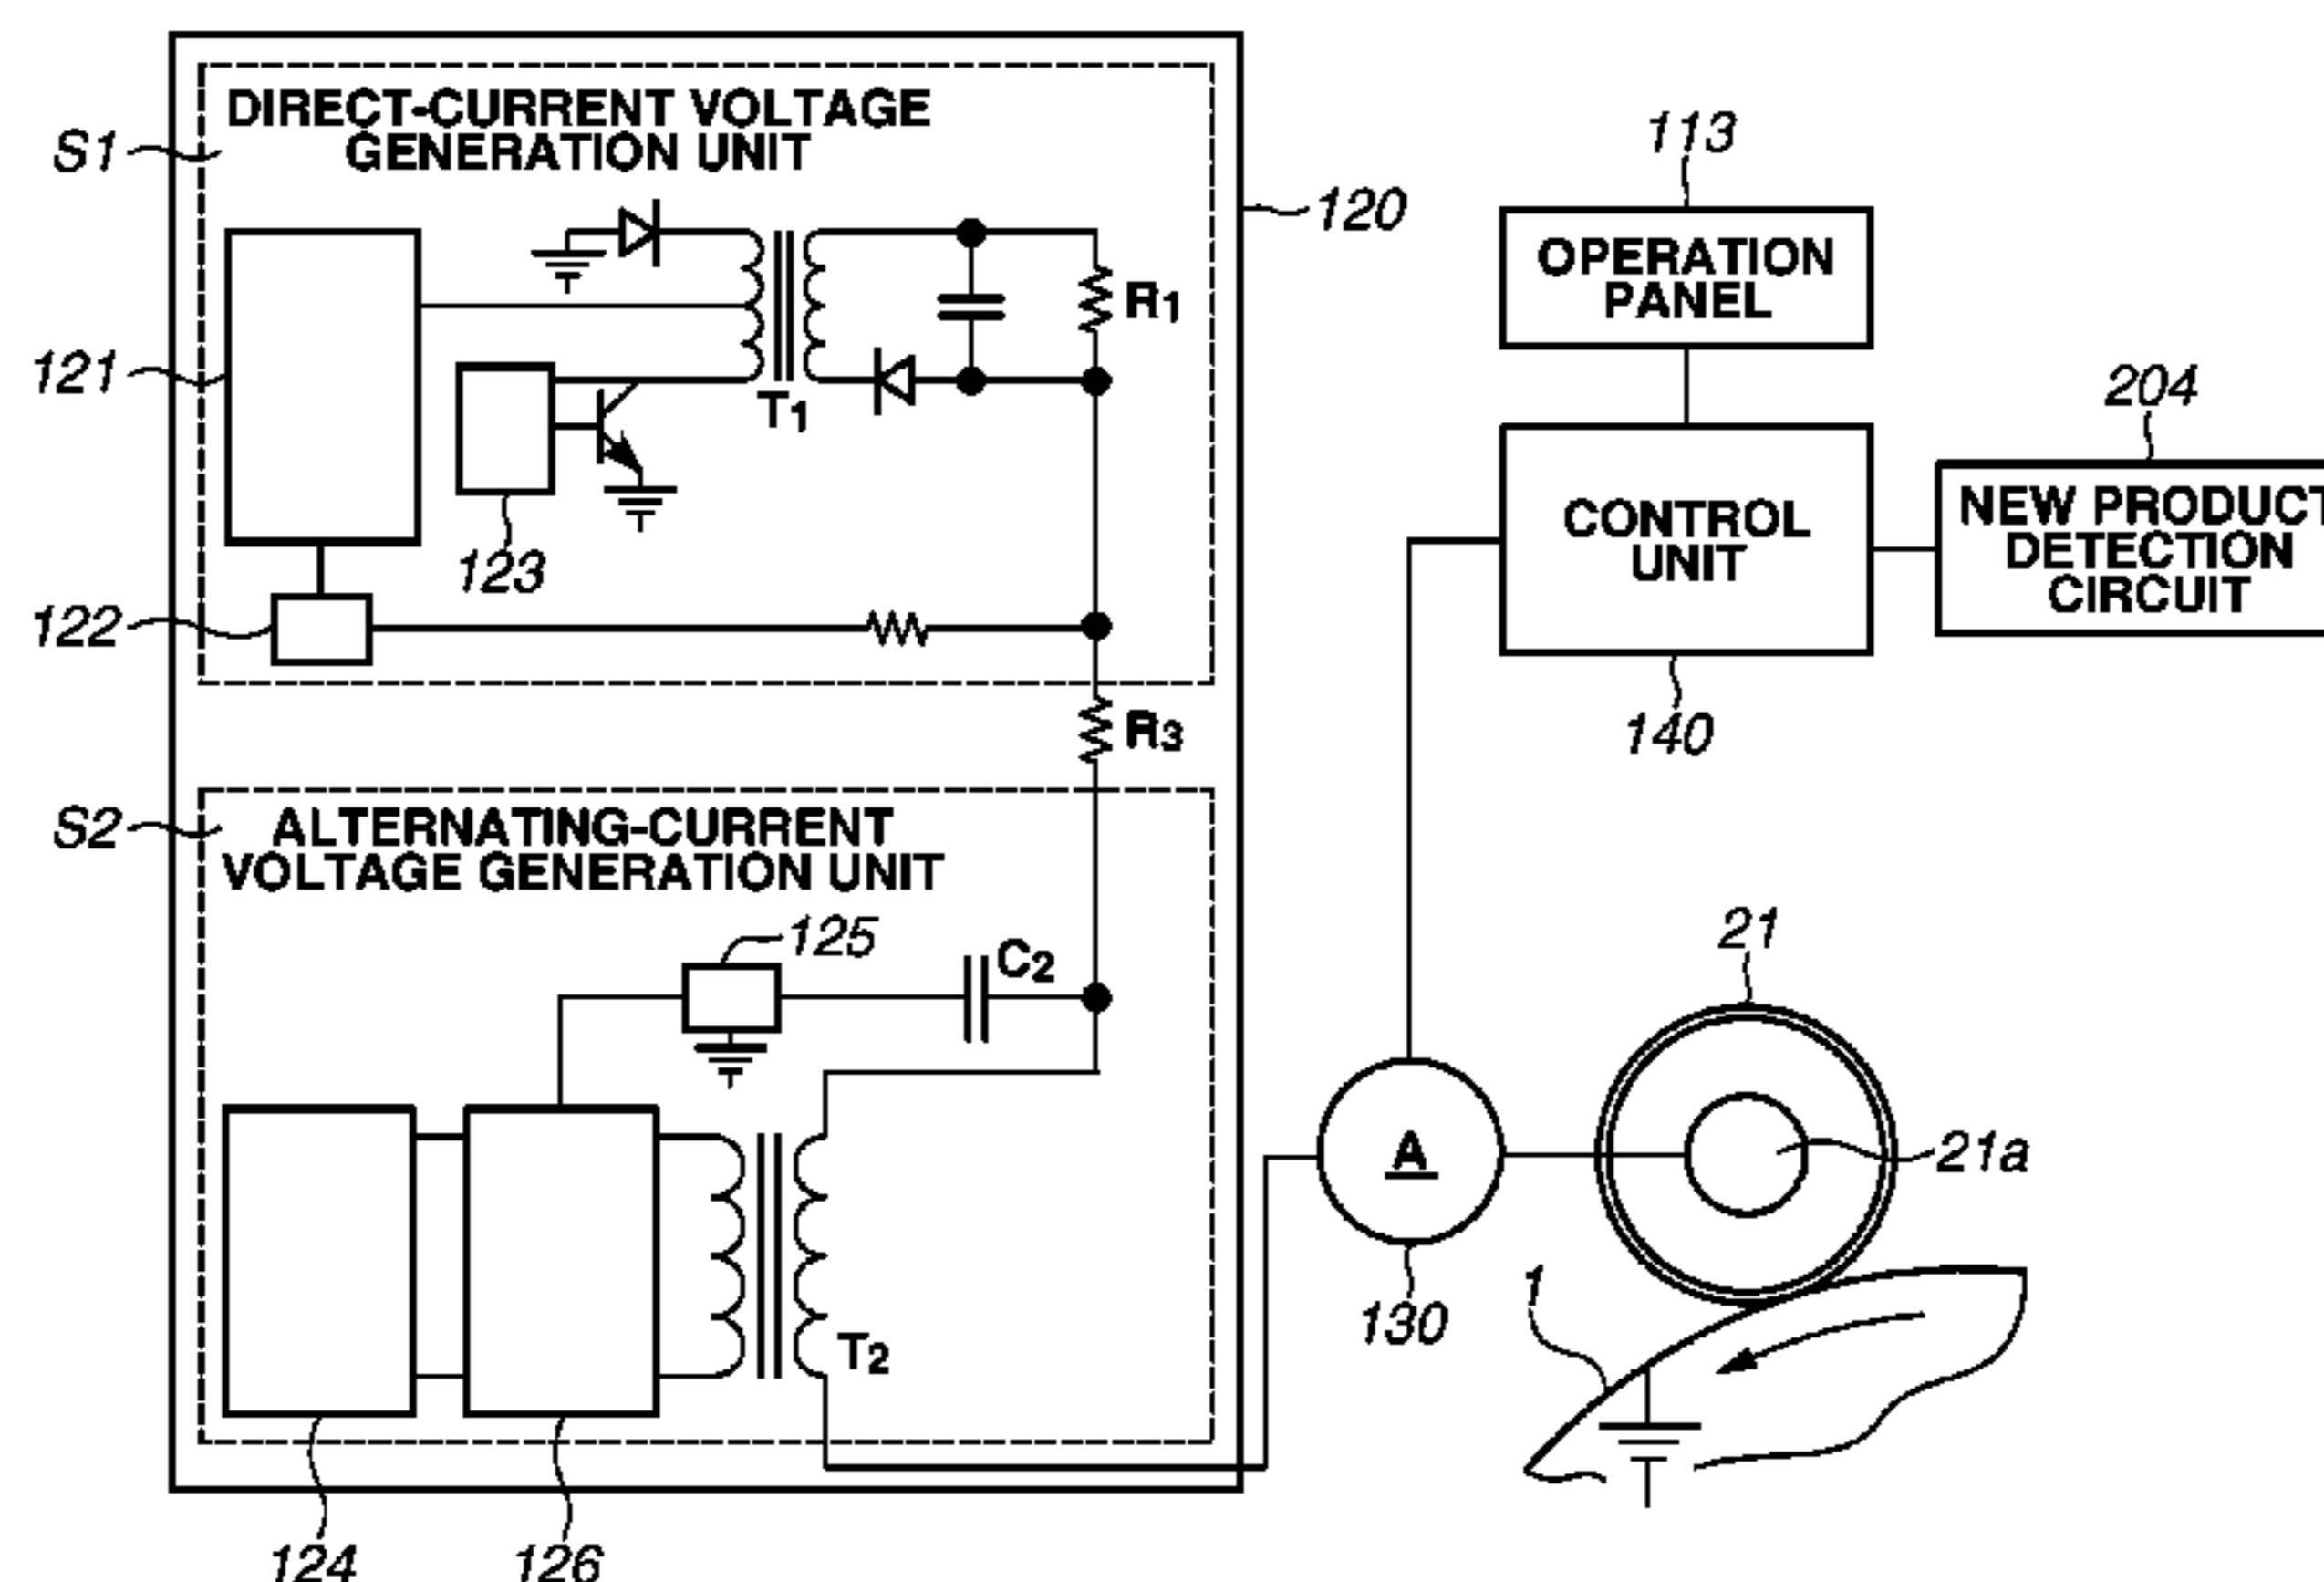 DIRECT-CURRENT VOLTAGE
GENERATION UNIT
S1
120
121
T1
R1
123
122
R3
S2
ALTERNATING-CURRENT
VOLTAGE GENERATION UNIT
125
C2
T2
124
126
113
OPERATION
PANEL
204
CONTROL
UNIT
NEW PRODUCT
DETECTION
CIRCUIT
140
21
A
21a
130
1